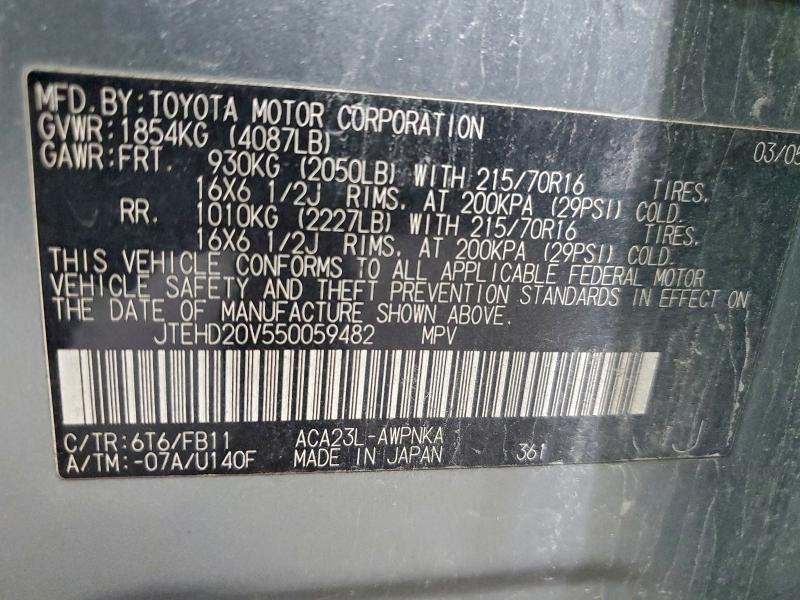 MFD. BY: TOYOTA MOTOR CORPORATION 03/05
GVWR: 1854KG (4087LB)
GAWR: FRT. 930KG (2050LB) WITH 215/70R16 TIRES.
16X6 1/2J RIMS. AT 200KPA (29PSI) COLD.
RR. 1010KG (2227LB) WITH 215/70R16 TIRES.
16X6 1/2J RIMS. AT 200KPA (29PSI) COLD.
THIS VEHICLE CONFORMS TO ALL APPLICABLE FEDERAL MOTOR
VEHICLE SAFETY AND THEFT PREVENTION STANDARDS IN EFFECT ON
THE DATE OF MANUFACTURE SHOWN ABOVE.
JTEHD20V550059482 MPV
C/TR: 6T6/FB11 ACA23L-AWPNKA J
A/TM: -07A/U140F MADE IN JAPAN 361